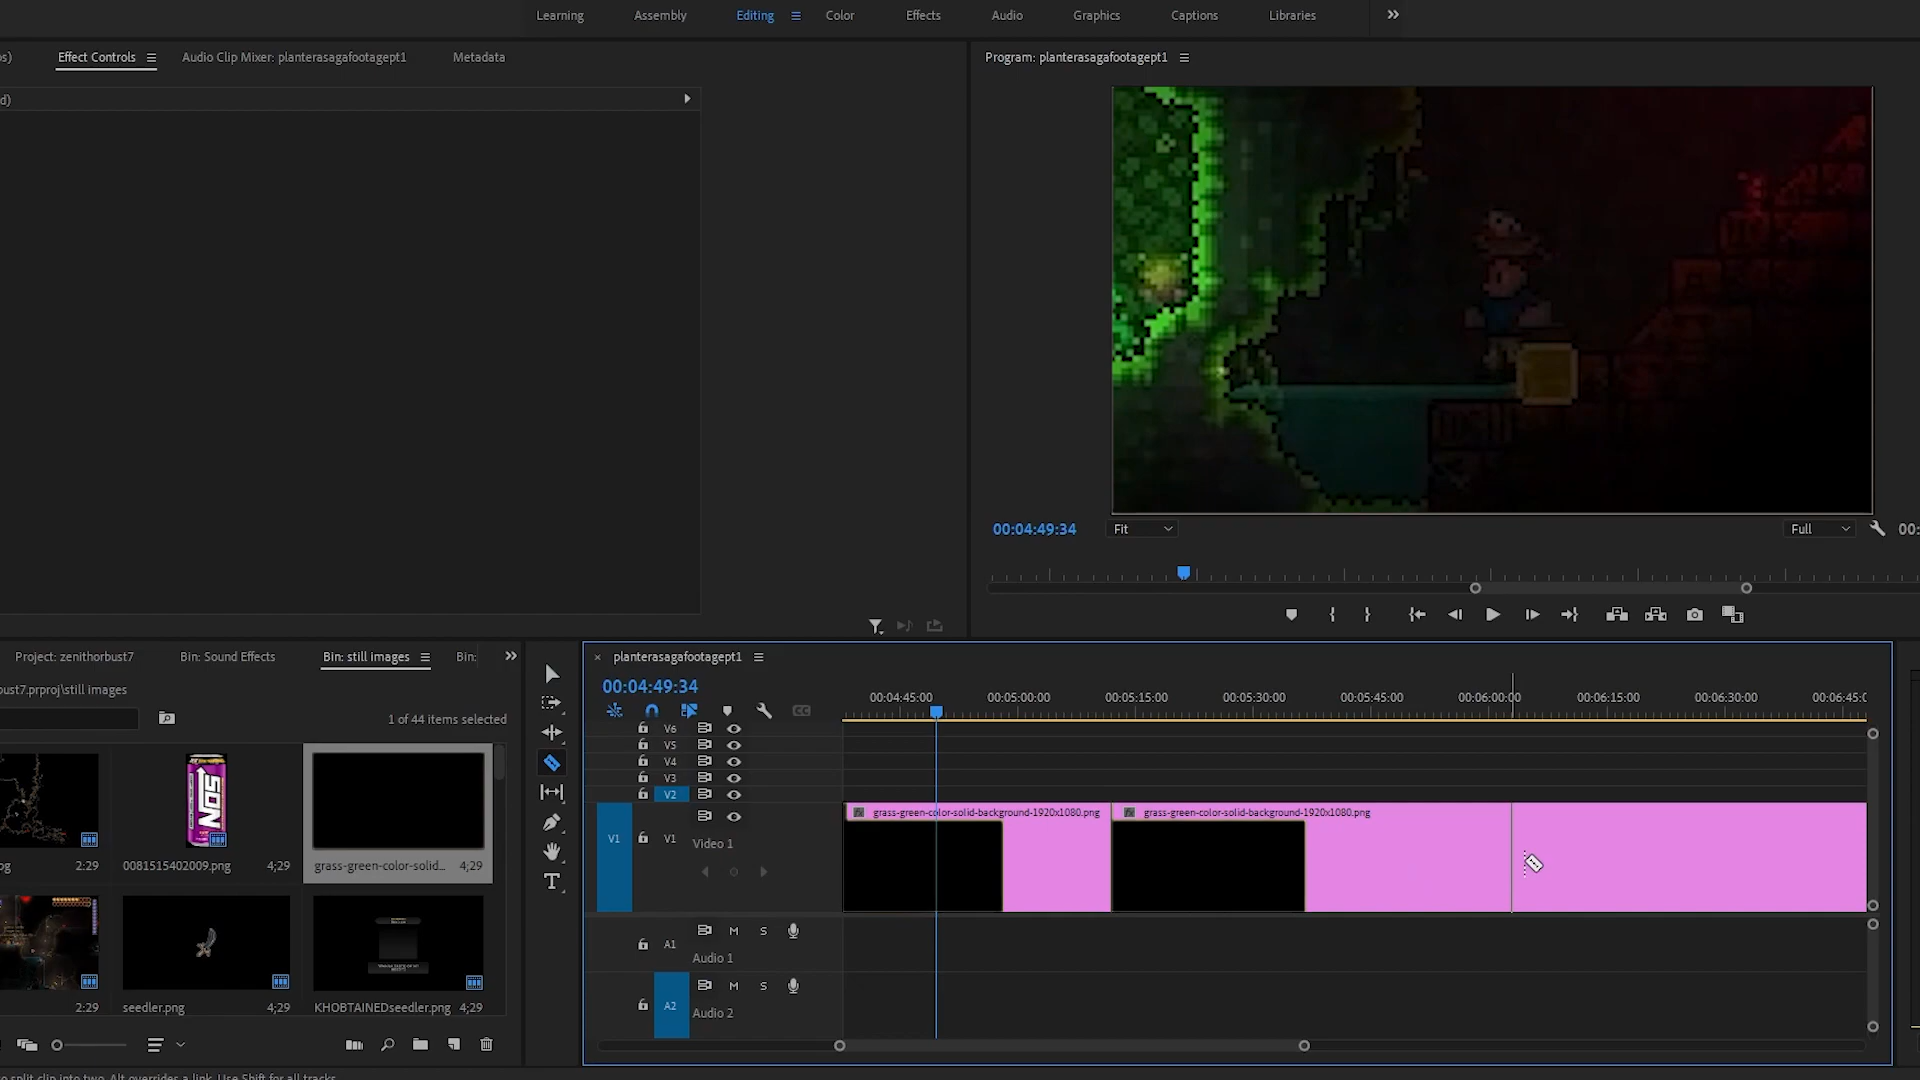 Learning Assembly Editing Color Effects Audio Graphics Captions Libraries
os) Effect Controls Audio Clip Mixer: planterasagafootagept1 Metadata
d)
Program: planterasagafootagept1
00:04:49:34 Fit Full 00:
Project: zenithorbust7 Bin: Sound Effects Bin: still images Bin:
oust7.prproj\still images
1 of 44 items selected
NOS
pg 2:29 0081515402009.png 4;29 grass-green-color-solid... 4;29
2:29 seedler.png 4;29 KHOBTAINEDseedler.png 4;29
planterasagafootagept1
00:04:49:34
00:04:45:00 00:05:00:00 00:05:15:00 00:05:30:00 00:05:45:00 00:06:00:00 00:06:15:00 00:06:30:00 00:06:45:0
CC
V6
V5
V4
V3
V2
grass-green-color-solid-background-1920x1080.png grass-green-color-solid-background-1920x1080.png
V1 V1 Video 1
A1 M S
Audio 1
A2 M S
Audio 2
to split clip into two. Alt overrides a link. Use Shift for all tracks.